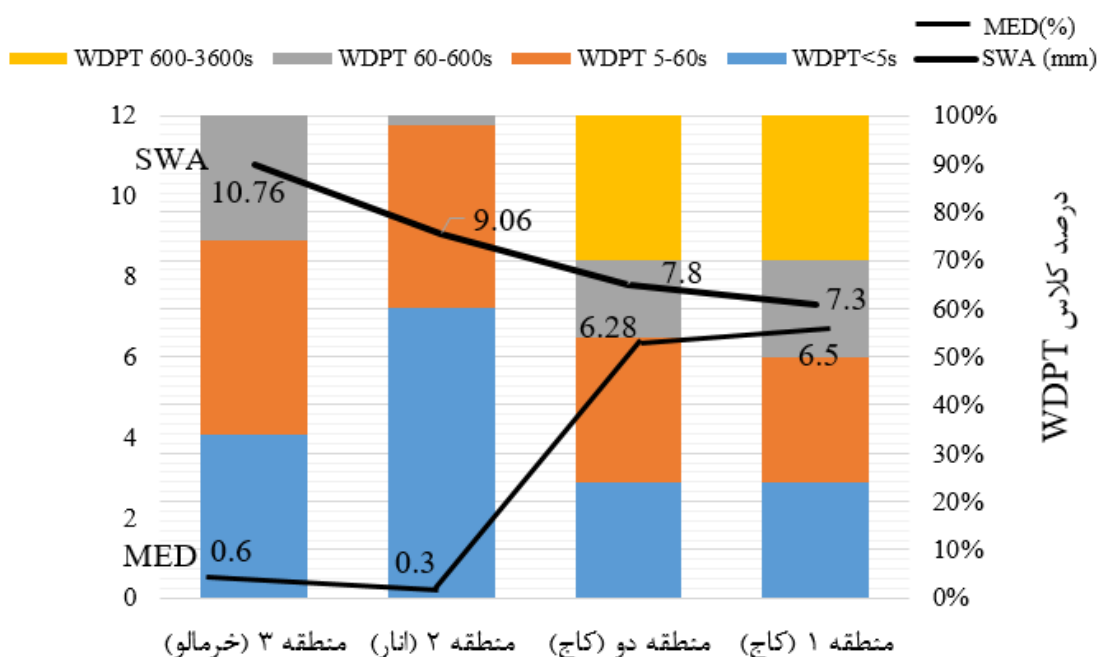 MED(%)
WDPT 600-3600s WDPT 60-600s WDPT 5-60s WDPT<5s SWA (mm)
12
10
8
6
4
2
0
SWA
10.76
9.06
7.8
7.3
MED
0.6
0.3
6.28
6.5
100%
90%
80%
70%
60%
50%
40%
30%
20%
10%
0%
درصد کلاس WDPT
منطقه ۳ (خرمالو)
منطقه ۲ (انار)
منطقه دو (کاج)
منطقه ۱ (کاج)